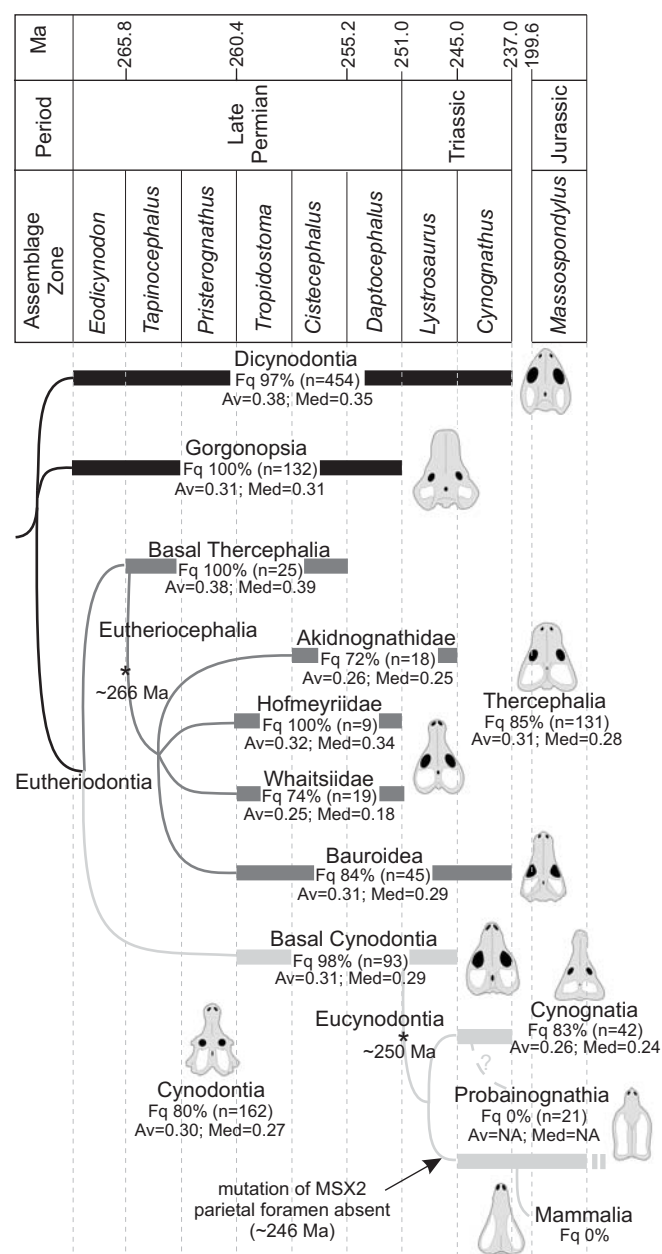 Ma
265.8
260.4
255.2
251.0
245.0
237.0
199.6
Period
Late
Permian
Triassic
Jurassic
Assemblage
Zone
Eodicynodon
Tapinocephalus
Pristerognathus
Tropidostoma
Cistecephalus
Daptocephalus
Lystrosaurus
Cynognathus
Massospondylus
Dicynodontia
Fq 97% (n=454)
Av=0.38; Med=0.35
Gorgonopsia
Fq 100% (n=132)
Av=0.31; Med=0.31
Basal Thercephalia
Fq 100% (n=25)
Av=0.38; Med=0.39
Eutheriocephalia
*
~266 Ma
Akidnognathidae
Fq 72% (n=18)
Av=0.26; Med=0.25
Hofmeyriidae
Fq 100% (n=9)
Av=0.32; Med=0.34
Thercephalia
Fq 85% (n=131)
Av=0.31; Med=0.28
Eutheriodontia
Whaitsiidae
Fq 74% (n=19)
Av=0.25; Med=0.18
Bauroidea
Fq 84% (n=45)
Av=0.31; Med=0.29
Basal Cynodontia
Fq 98% (n=93)
Av=0.31; Med=0.29
Eucynodontia
*
~250 Ma
Cynognatia
Fq 83% (n=42)
Av=0.26; Med=0.24
?
Cynodontia
Fq 80% (n=162)
Av=0.30; Med=0.27
Probainognathia
Fq 0% (n=21)
Av=NA; Med=NA
mutation of MSX2
parietal foramen absent
(~246 Ma)
Mammalia
Fq 0%